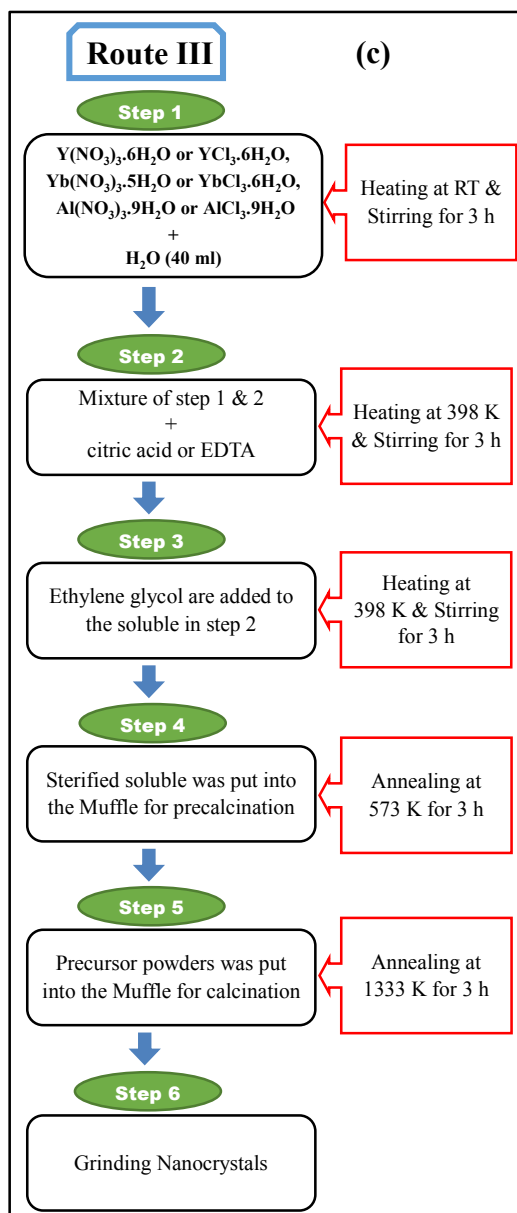 Route III
(c)
Step 1
Y(NO₃)₃.6H₂O or YCl₃.6H₂O,
Yb(NO₃)₃.5H₂O or YbCl₃.6H₂O,
Al(NO₃)₃.9H₂O or AlCl₃.9H₂O
+
H₂O (40 ml)
Heating at RT &
Stirring for 3 h
Step 2
Mixture of step 1 & 2
+
citric acid or EDTA
Heating at 398 K
& Stirring for 3 h
Step 3
Ethylene glycol are added to
the soluble in step 2
Heating at
398 K & Stirring
for 3 h
Step 4
Sterified soluble was put into
the Muffle for precalcination
Annealing at
573 K for 3 h
Step 5
Precursor powders was put
into the Muffle for calcination
Annealing at
1333 K for 3 h
Step 6
Grinding Nanocrystals